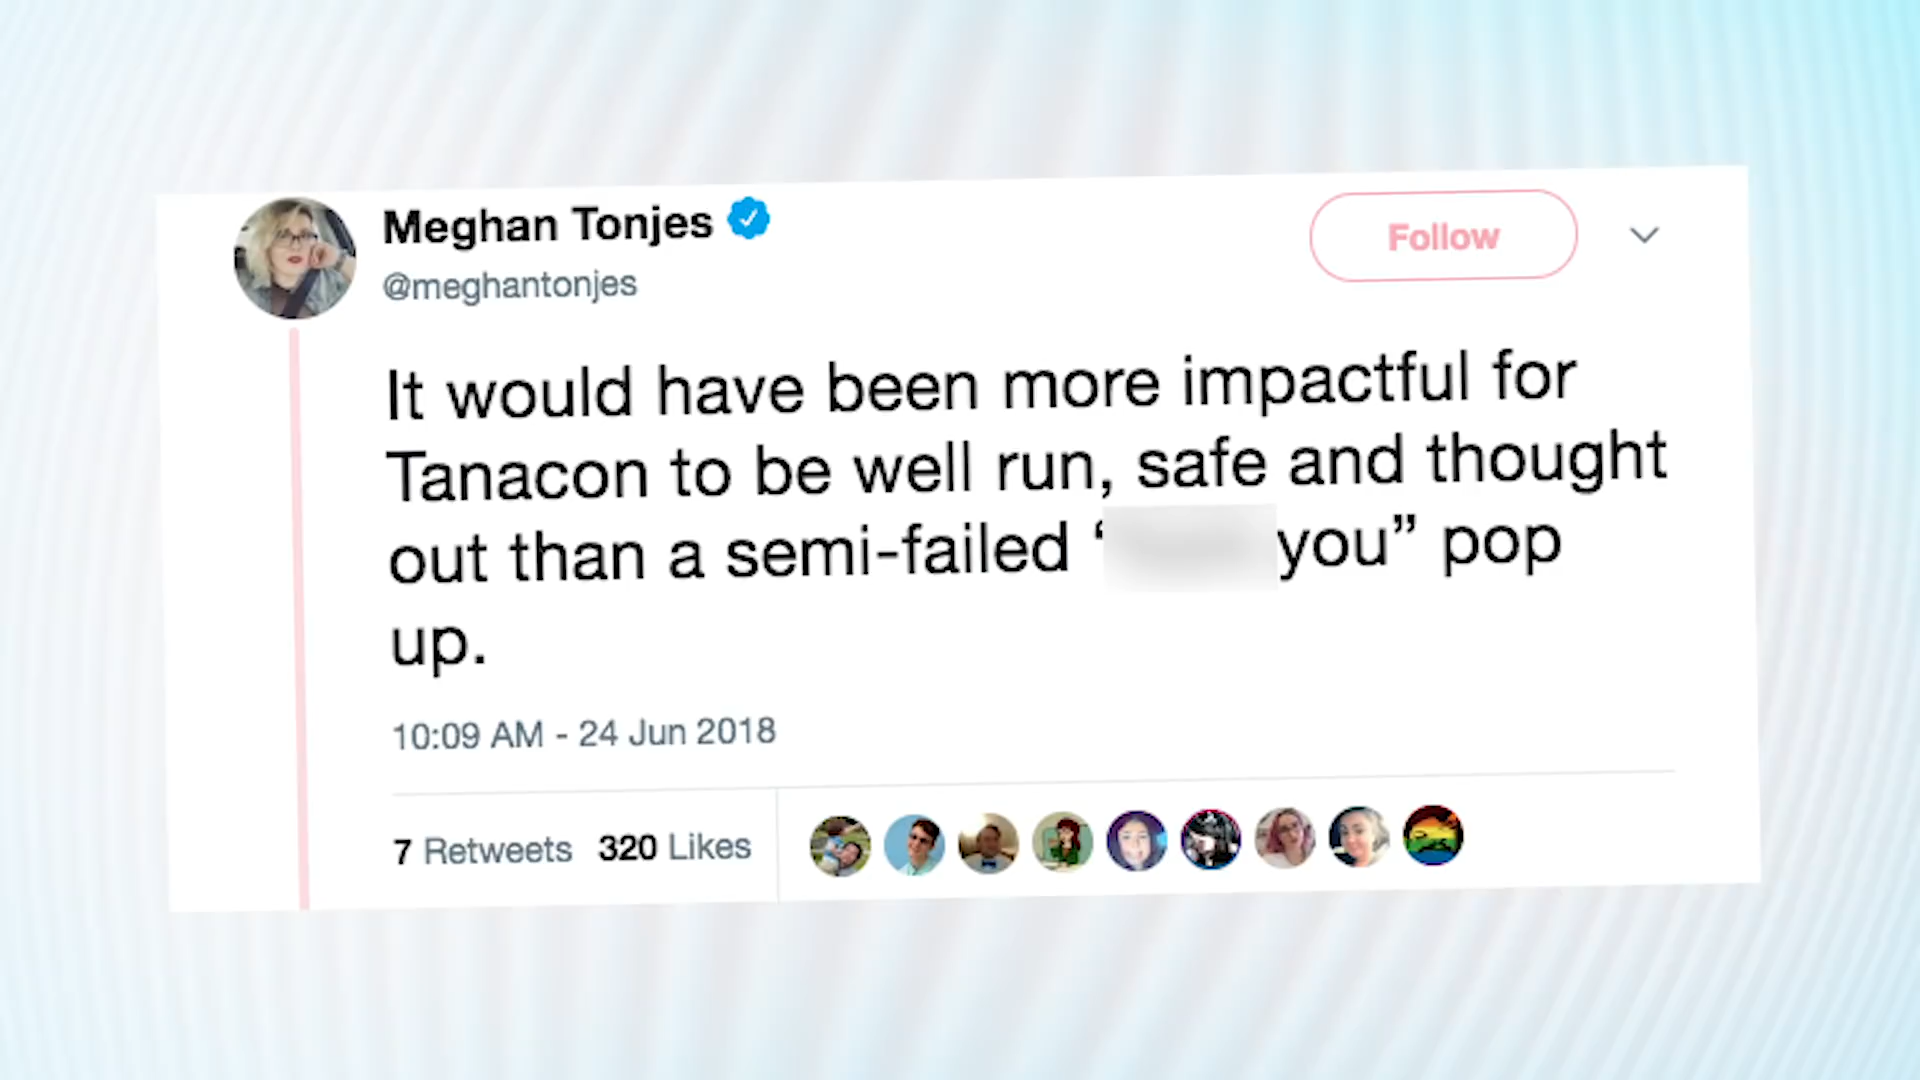 Meghan Tonjes
@meghantonjes
Follow
It would have been more impactful for
Tanacon to be well run, safe and thought
out than a semi-failed “ you” pop
up.
10:09 AM - 24 Jun 2018
7 Retweets 320 Likes